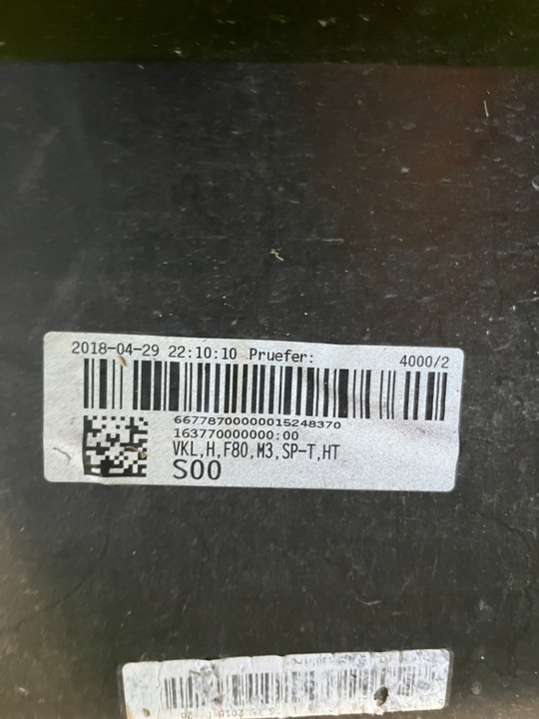 2018-04-29 22:10:10 Pruefer: 4000/2
66778700000015248370
163770000000:00
VKL,H,F80,M3,SP-T,HT
S00